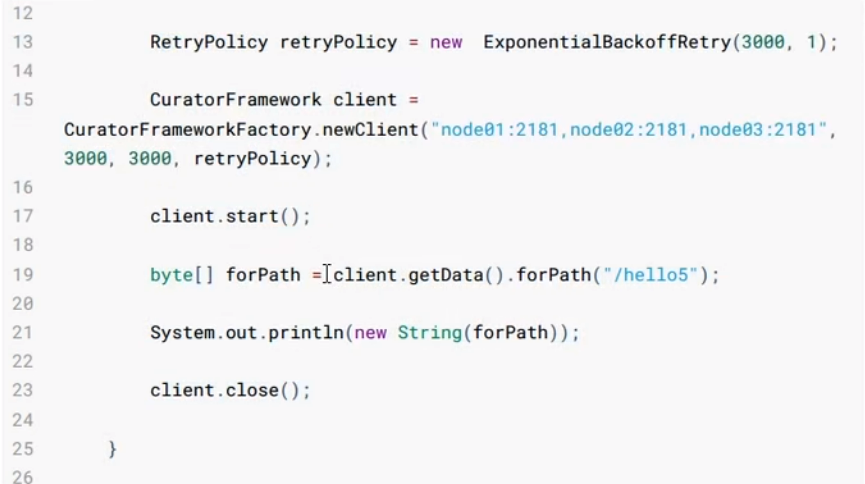 12
13 RetryPolicy retryPolicy = new  ExponentialBackoffRetry(3000, 1);
14
15 CuratorFramework client =
CuratorFrameworkFactory.newClient("node01:2181,node02:2181,node03:2181",
3000, 3000, retryPolicy);
16
17 client.start();
18
19 byte[] forPath = client.getData().forPath("/hello5");
20
21 System.out.println(new String(forPath));
22
23 client.close();
24
25 }
26